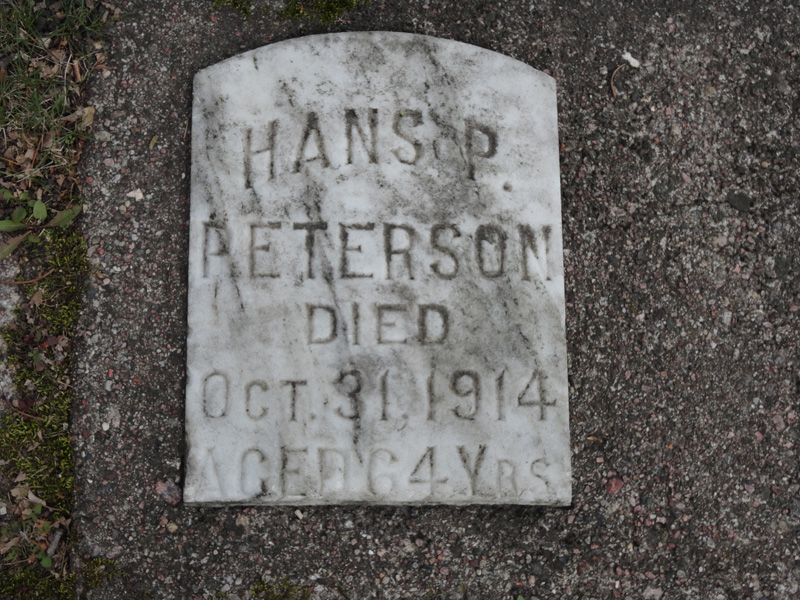 HANS P.
PETERSON
DIED
OCT. 31, 1914
AGED 64 YRS